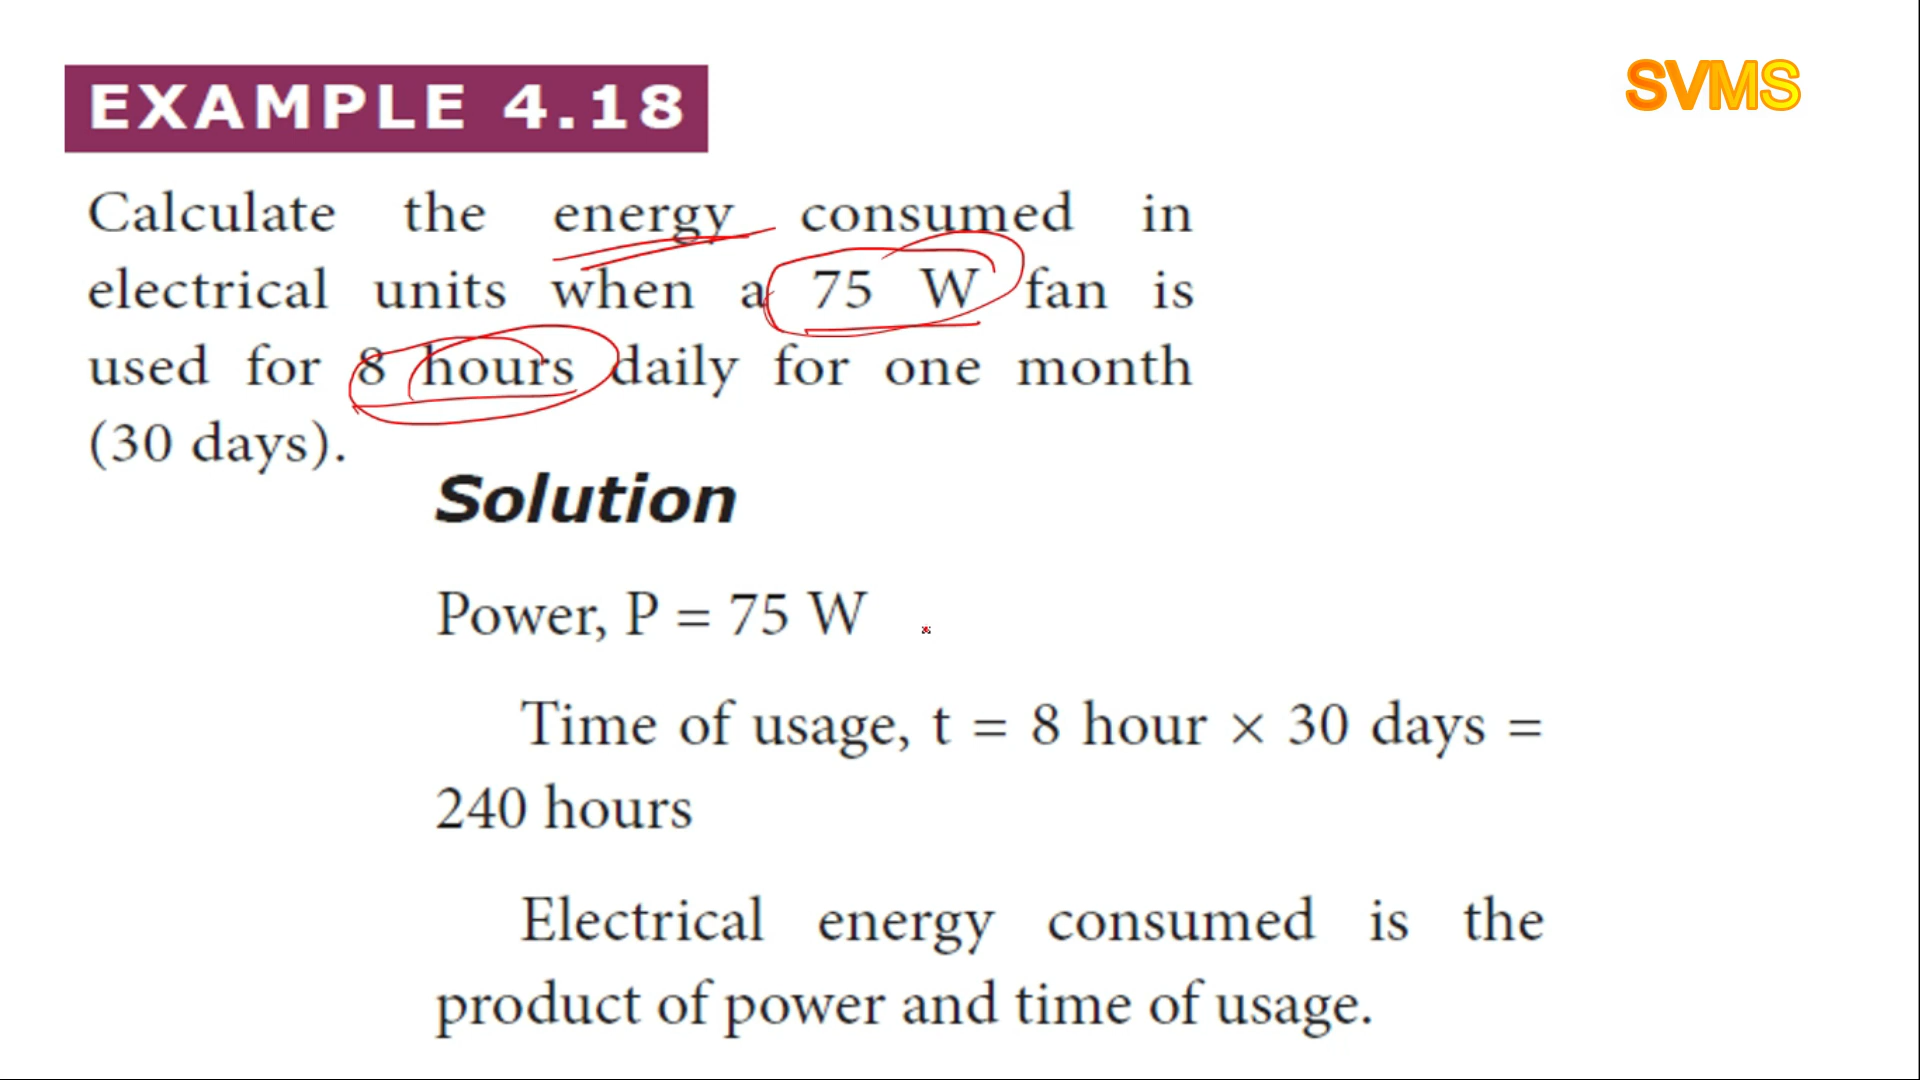 EXAMPLE 4.18
SVMS
Calculate the energy consumed in
electrical units when a 75 W fan is
used for 8 hours daily for one month
(30 days).
Solution
Power, P = 75 W
Time of usage, t = 8 hour × 30 days =
240 hours
Electrical energy consumed is the
product of power and time of usage.